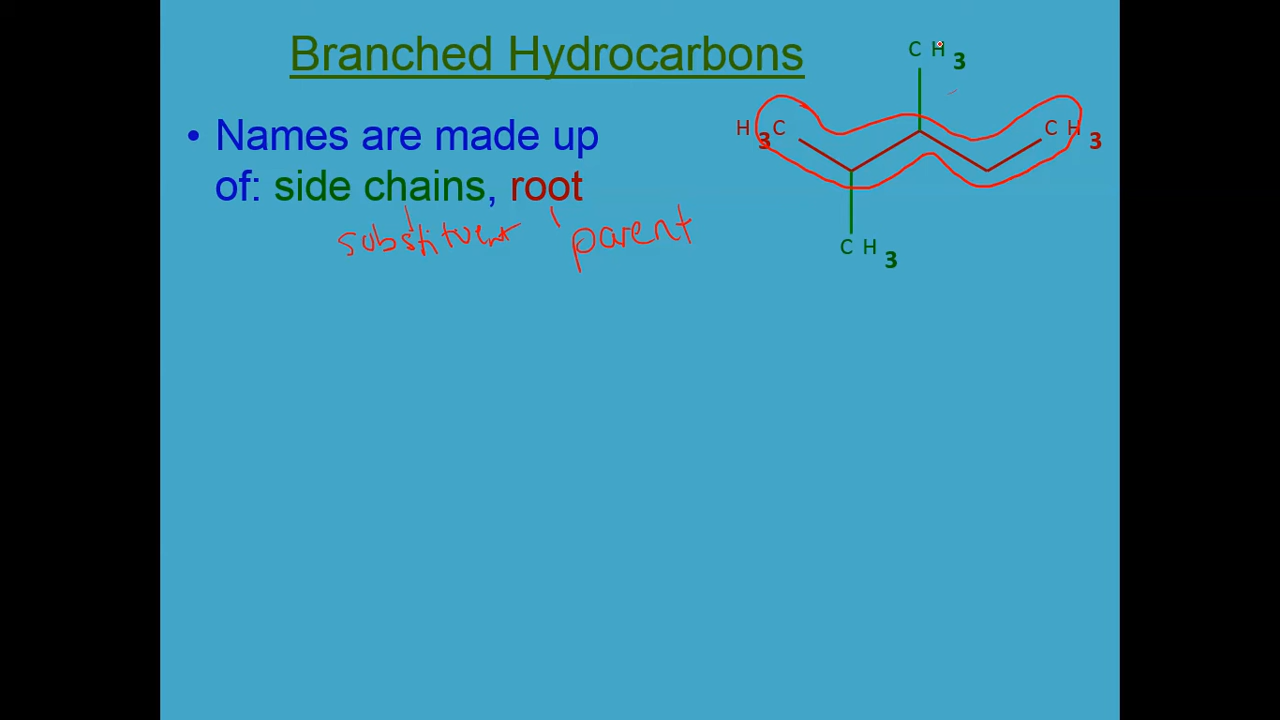 Branched Hydrocarbons
CH3
• Names are made up
H3C
CH3
of: side chains, root
substituent parent
CH3